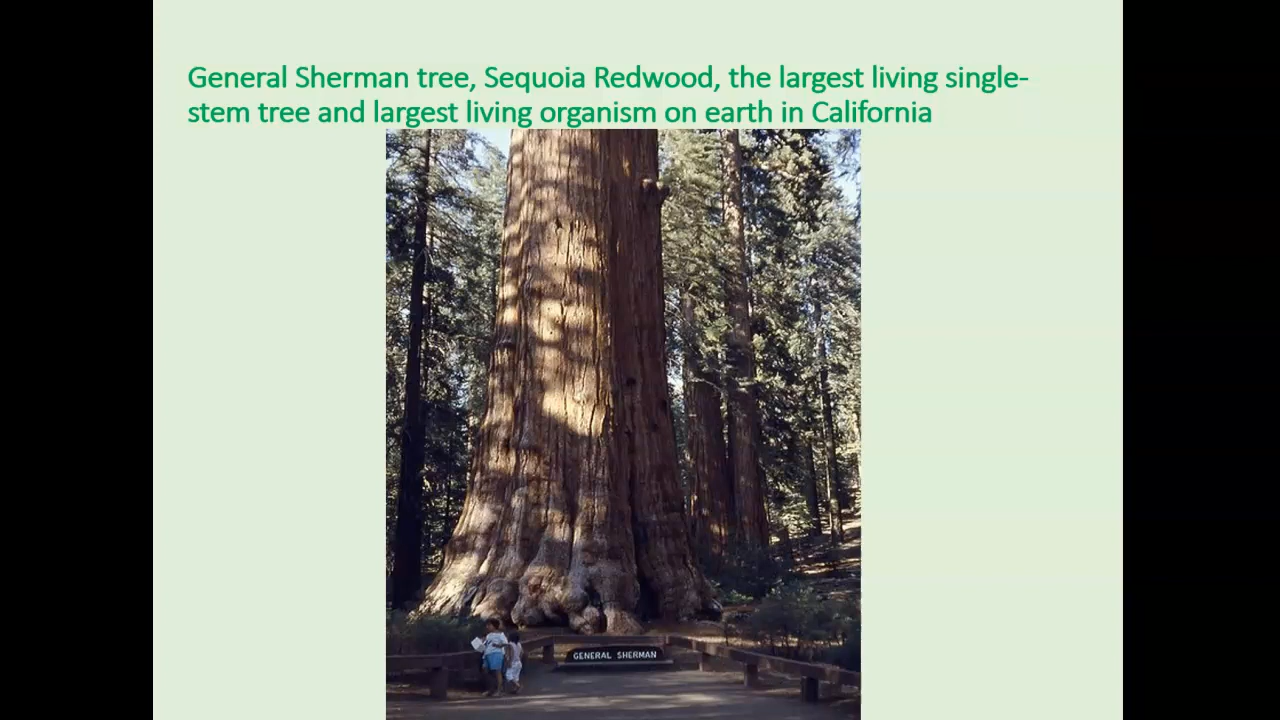 General Sherman tree, Sequoia Redwood, the largest living single-
stem tree and largest living organism on earth in California
GENERAL SHERMAN